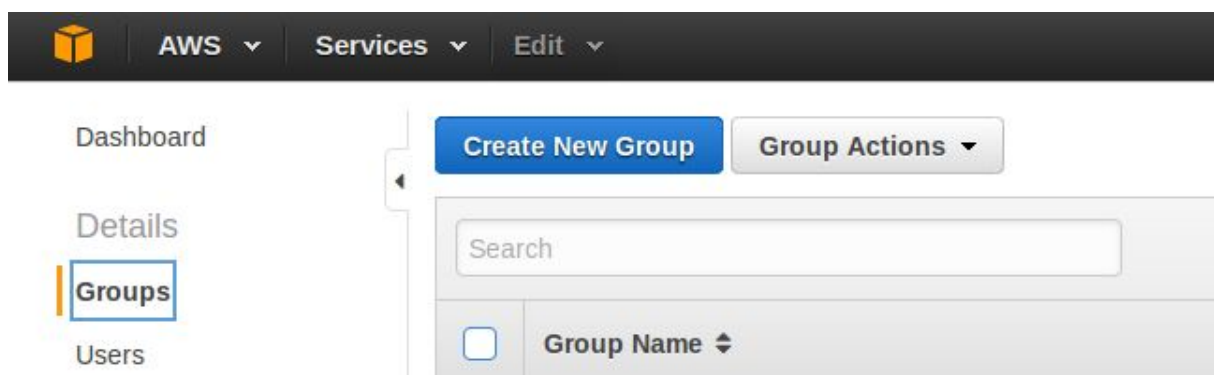 AWS Services Edit
Dashboard
Create New Group Group Actions
Details
Search
Groups
Group Name
Users